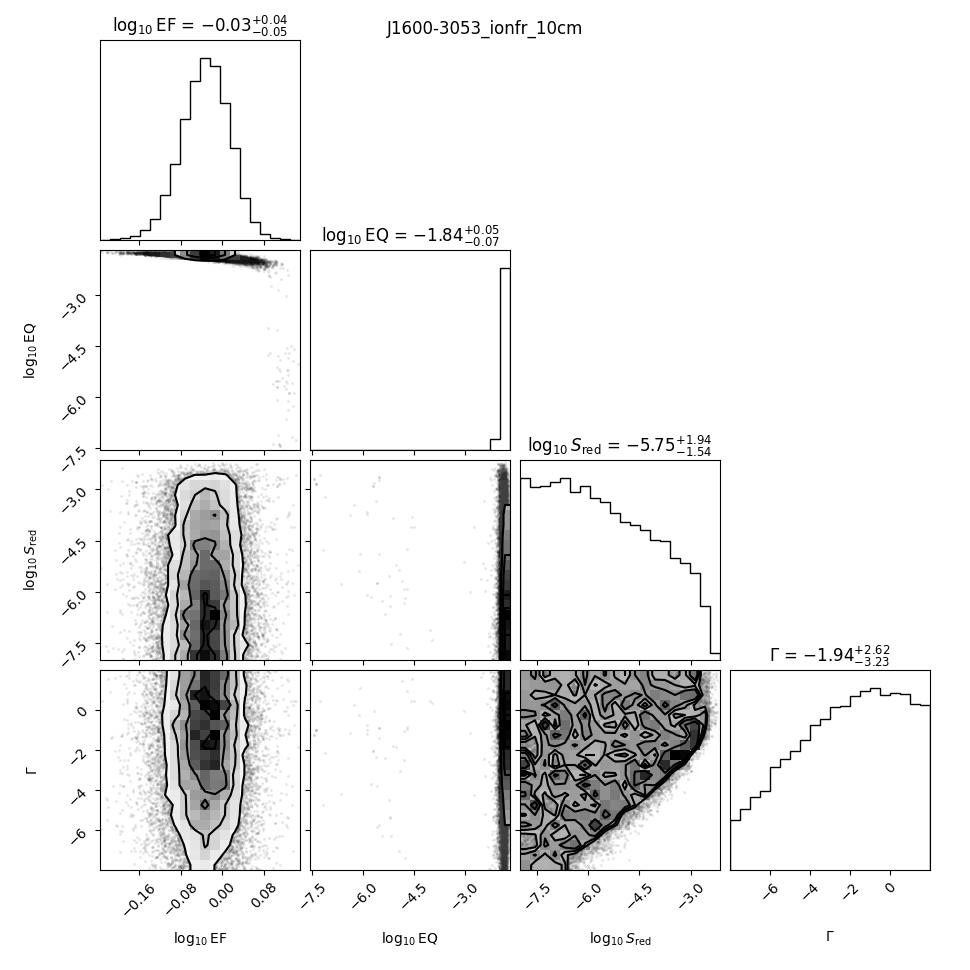 log₁₀ EF = −0.03⁺⁰·⁰⁴₋₀.₀₅
J1600-3053_ionfr_10cm
log₁₀ EQ = −1.84⁺⁰·⁰⁵₋₀.₀₇
−3.0
−4.5
−6.0
−7.5
log₁₀ EQ
log₁₀ S_red = −5.75⁺¹·⁹⁴₋₁.₅₄
−3.0
−4.5
−6.0
−7.5
log₁₀ S_red
Γ = −1.94⁺²·⁶²₋₃.₂₃
0
−2
−4
−6
Γ
−0.16 −0.08 0.00 0.08
−7.5 −6.0 −4.5 −3.0
−7.5 −6.0 −4.5 −3.0
−6 −4 −2 0
log₁₀ EF
log₁₀ EQ
log₁₀ S_red
Γ